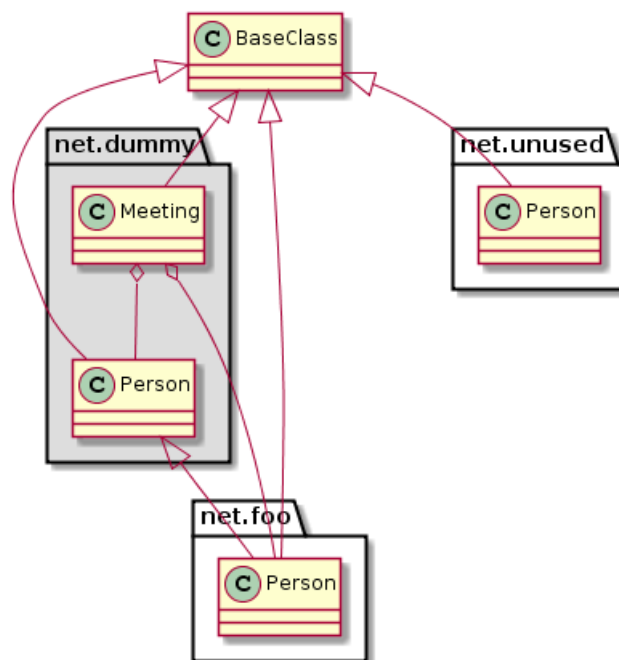 C BaseClass
net.dummy
net.unused
C Meeting
C Person
C Person
net.foo
C Person